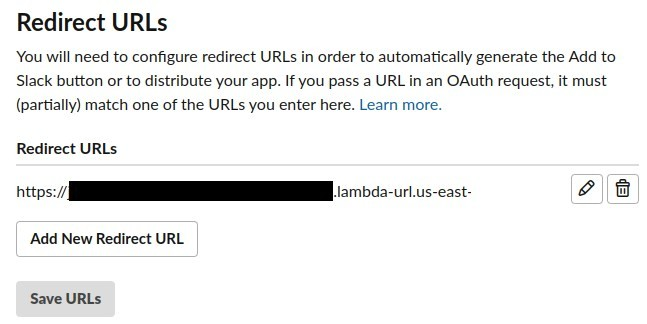 Redirect URLs
You will need to configure redirect URLs in order to automatically generate the Add to
Slack button or to distribute your app. If you pass a URL in an OAuth request, it must
(partially) match one of the URLs you enter here. Learn more.
Redirect URLs
https:// .lambda-url.us-east-
Add New Redirect URL
Save URLs